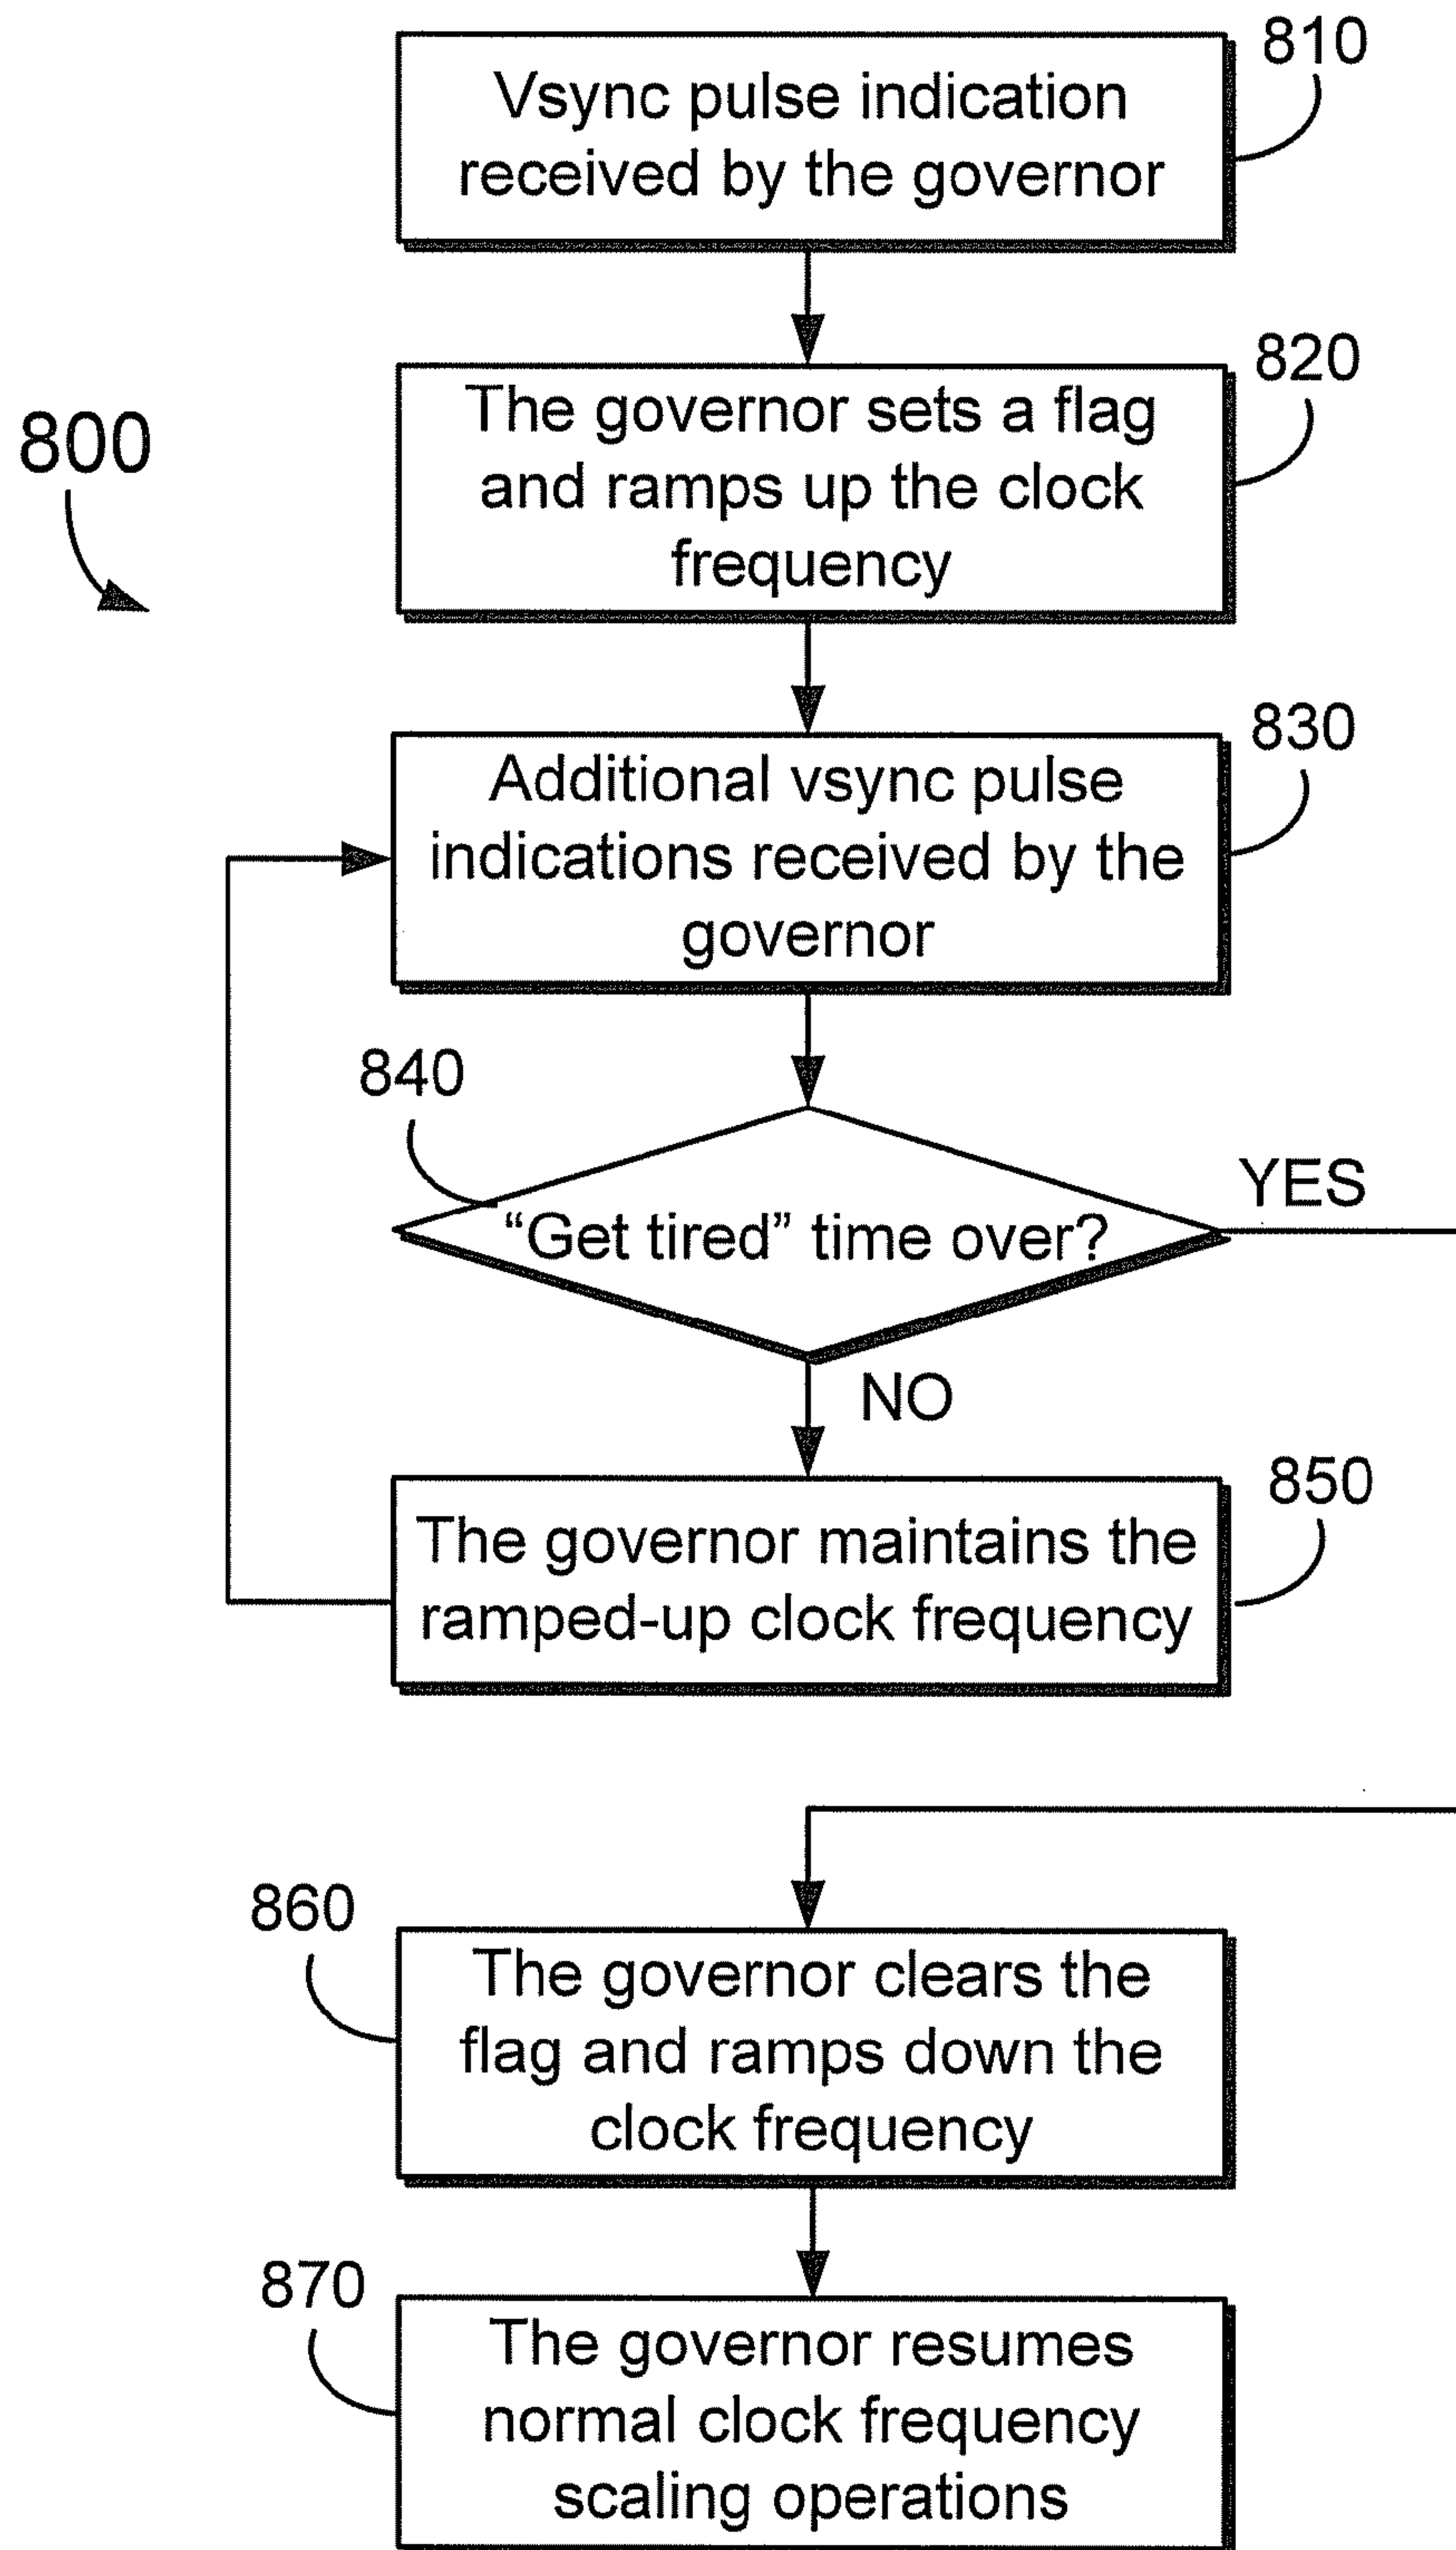 810
Vsync pulse indication
received by the governor
820
The governor sets a flag
and ramps up the clock
frequency
800
830
Additional vsync pulse
indications received by the
governor
840
“Get tired” time over?
YES
NO
850
The governor maintains the
ramped-up clock frequency
860
The governor clears the
flag and ramps down the
clock frequency
870
The governor resumes
normal clock frequency
scaling operations